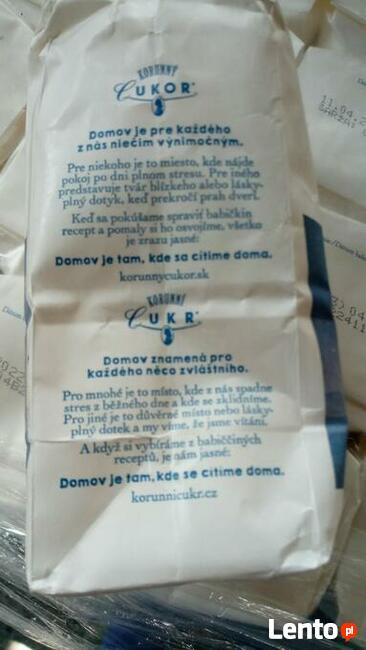 KORUNNÝ
CUKOR
Domov je pre každého
z nás niečím výnimočným.
Pre niekoho je to miesto, kde nájde
pokoj po dni plnom stresu. Pre iného
predstavuje tvár blízkeho alebo lásky-
plný dotyk, keď prekročí prah dverí.
Keď sa pokúšame spraviť babičkin
recept a pomaly si ho osvojíme, všetko
je zrazu jasné:
Domov je tam, kde sa cítime doma.
korunnycukor.sk
KORUNNÍ
CUKR
Domov znamená pro
každého něco zvláštního.
Pro mnohé je to místo, kde z nás spadne
stres z běžného dne a kde se zklidníme.
Pro jiné je to důvěrné místo nebo lásky-
plný dotek a my víme, že jsme vítáni.
A když si vybíráme z babiččiných
receptů, je nám jasné:
Domov je tam, kde se cítíme doma.
korunnicukr.cz
11.04.2
Lento pl